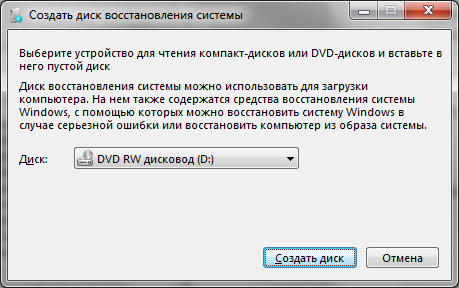 Создать диск восстановления системы
Выберите устройство для чтения компакт-дисков или DVD-дисков и вставьте в
него пустой диск
Диск восстановления системы можно использовать для загрузки
компьютера. На нем также содержатся средства восстановления системы
Windows, с помощью которых можно восстановить систему Windows в
случае серьезной ошибки или восстановить компьютер из образа системы.
Диск: DVD RW дисковод (D:)
Создать диск Отмена